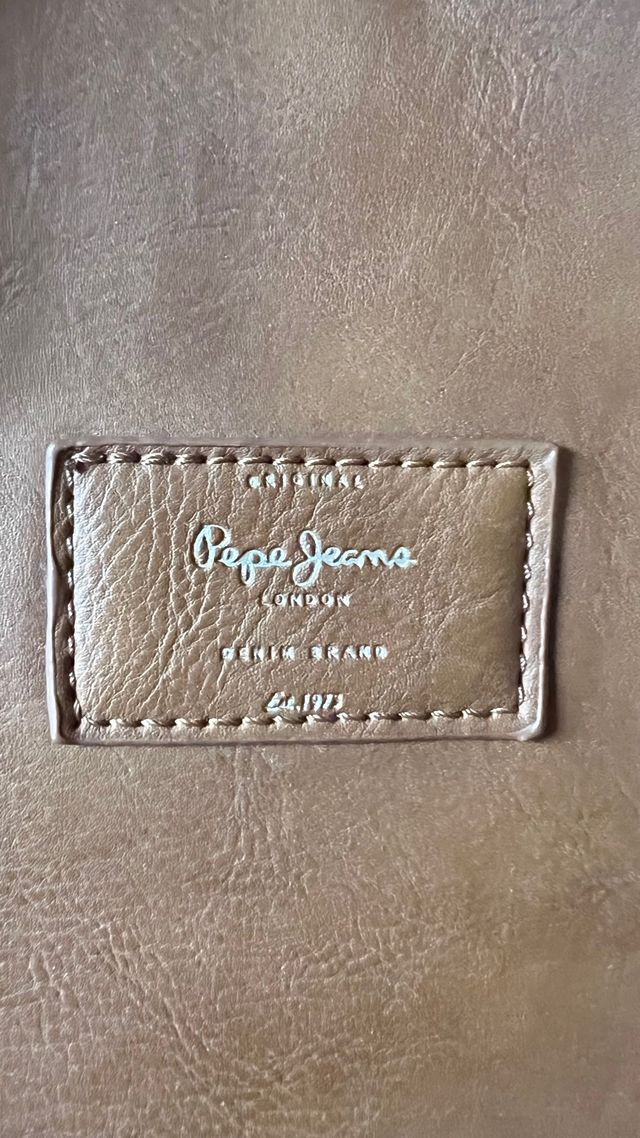 ORIGINAL
Pepe Jeans
LONDON
DENIM BRAND
Est. 1973